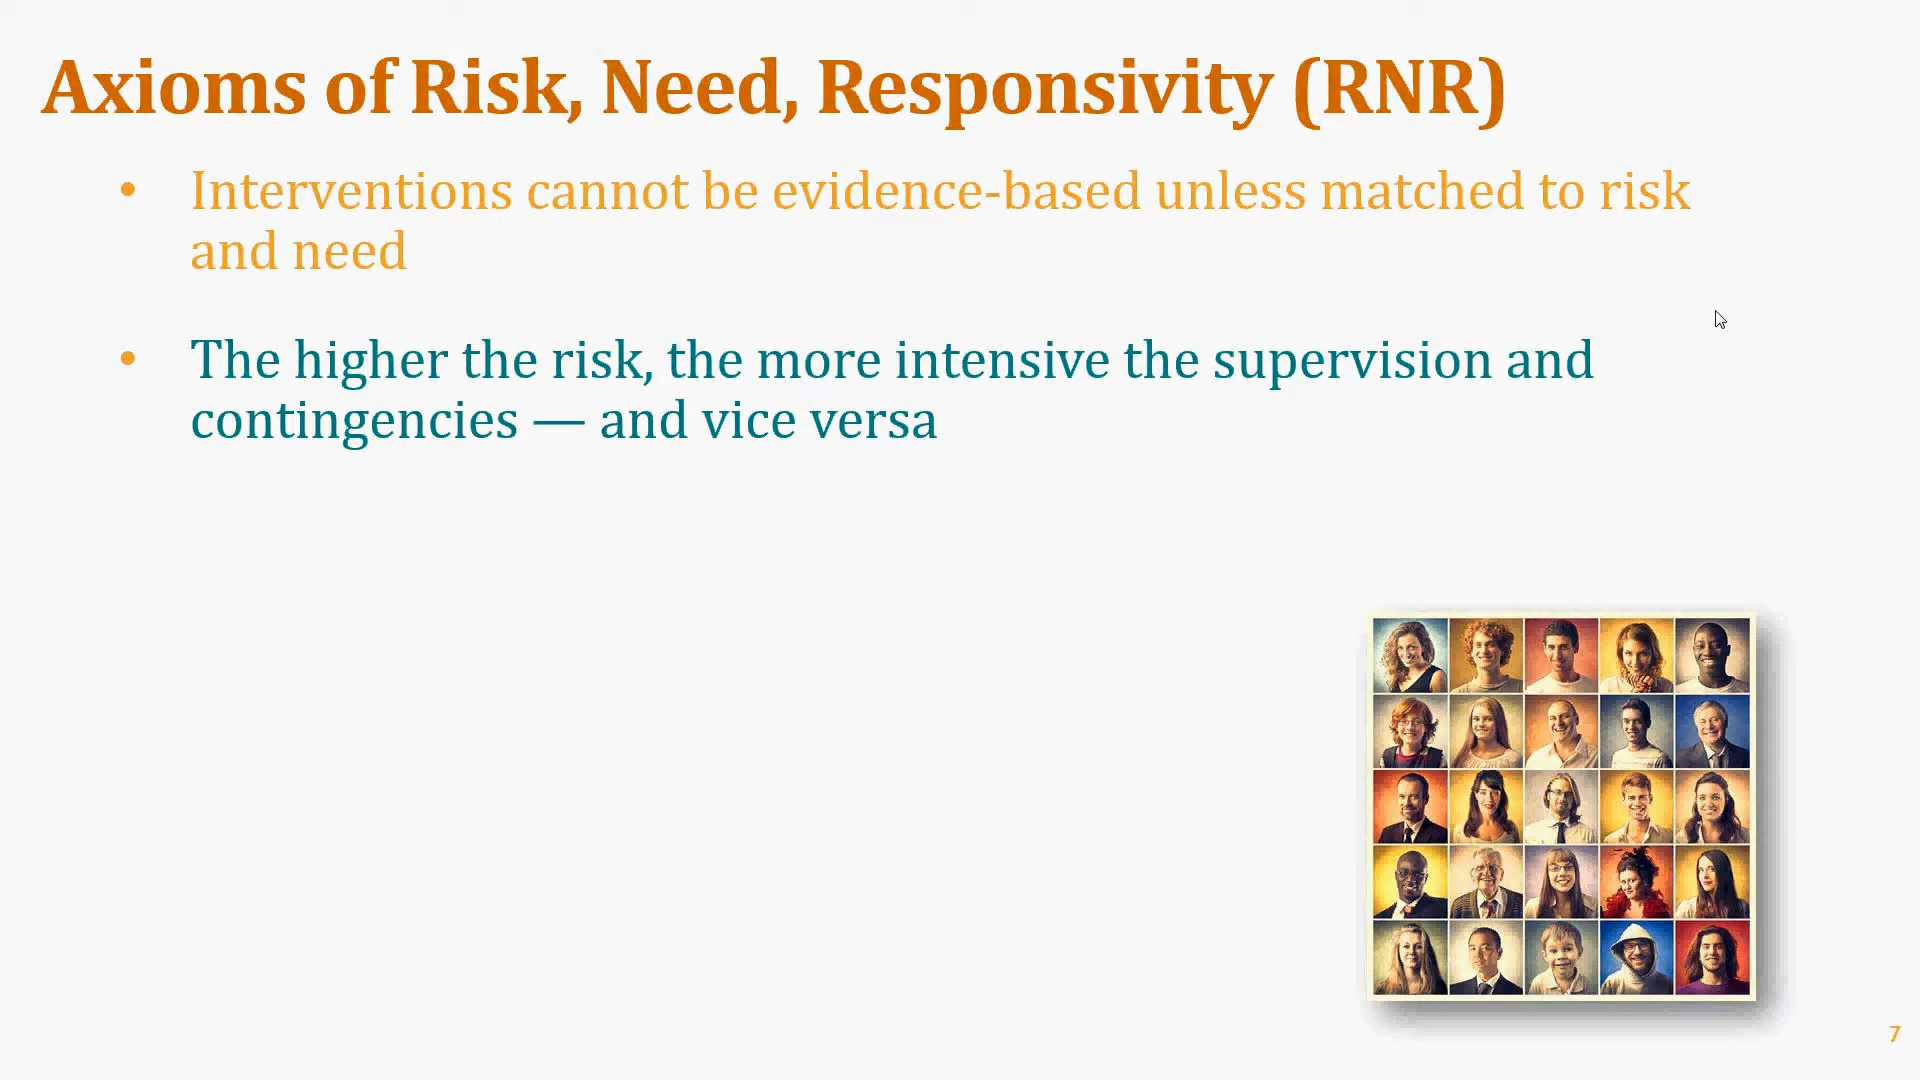 Axioms of Risk, Need, Responsivity (RNR)
• Interventions cannot be evidence-based unless matched to risk
and need
• The higher the risk, the more intensive the supervision and
contingencies — and vice versa
7